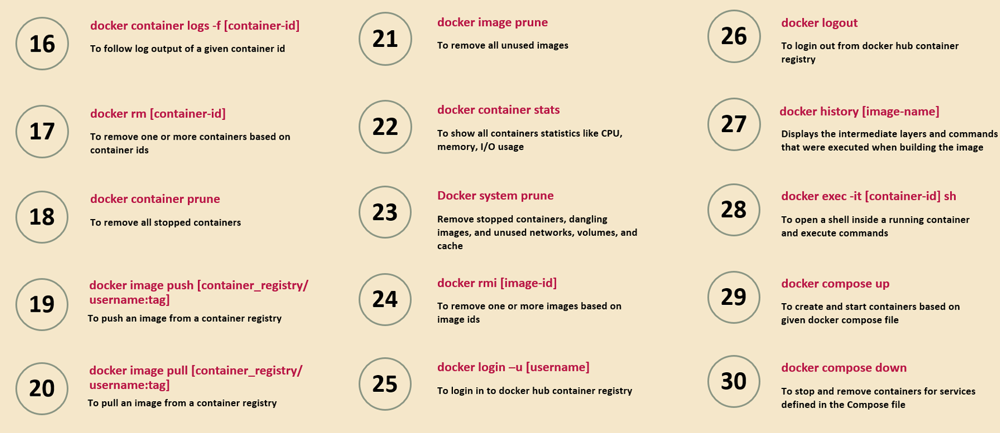 16
docker container logs -f [container-id]
To follow log output of a given container id
17
docker rm [container-id]
To remove one or more containers based on
container ids
18
docker container prune
To remove all stopped containers
19
docker image push [container_registry/
username:tag]
To push an image from a container registry
20
docker image pull [container_registry/
username:tag]
To pull an image from a container registry
21
docker image prune
To remove all unused images
22
docker container stats
To show all containers statistics like CPU,
memory, I/O usage
23
Docker system prune
Remove stopped containers, dangling
images, and unused networks, volumes, and
cache
24
docker rmi [image-id]
To remove one or more images based on
image ids
25
docker login –u [username]
To login in to docker hub container registry
26
docker logout
To login out from docker hub container
registry
27
docker history [image-name]
Displays the intermediate layers and commands
that were executed when building the image
28
docker exec -it [container-id] sh
To open a shell inside a running container
and execute commands
29
docker compose up
To create and start containers based on
given docker compose file
30
docker compose down
To stop and remove containers for services
defined in the Compose file